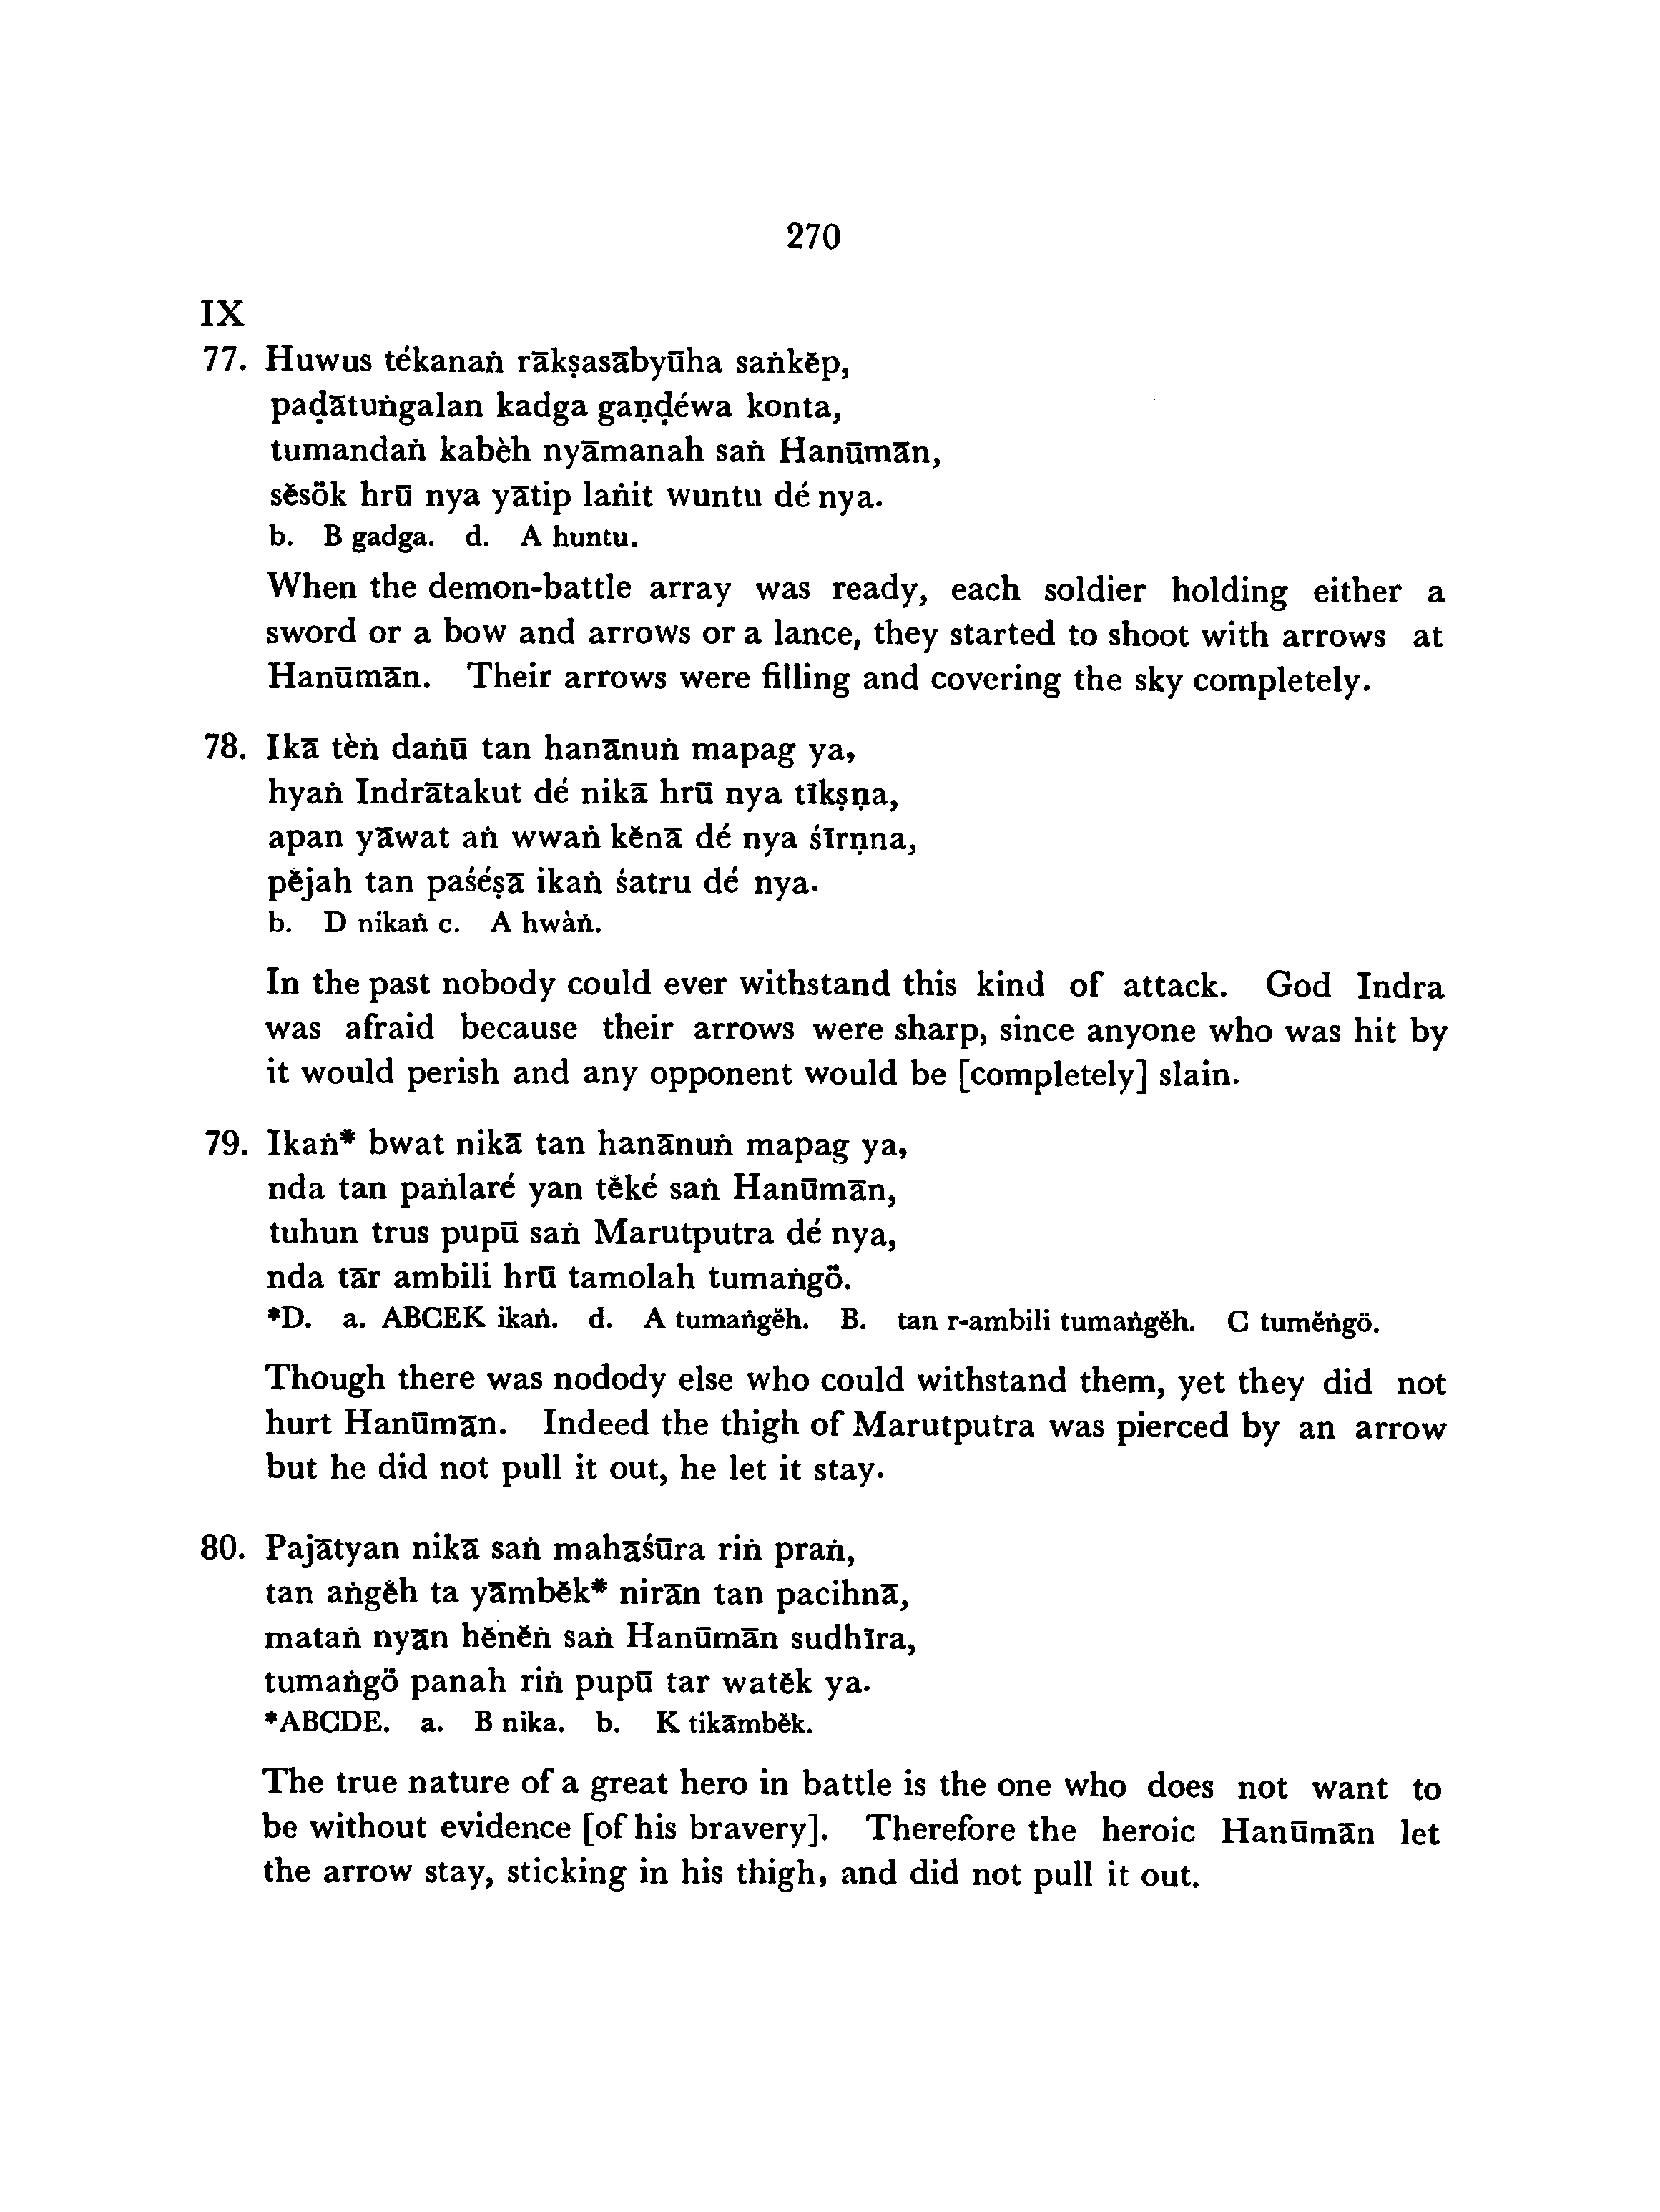 270
IX
77. Huwus tékanaṅ rākṣasābyūha saṅkĕp,
paḍātuṅgalan kadga gaṇḍéwa konta,
tumandaṅ kabèh nyāmanah saṅ Hanūmān,
sĕsök hrū nya yātip laṅit wuntu dé nya.
b. B gadga. d. A huntu.
When the demon-battle array was ready, each soldier holding either a
sword or a bow and arrows or a lance, they started to shoot with arrows at
Hanūmān. Their arrows were filling and covering the sky completely.
78. Ikā tèṅ daṅū tan hanānuṅ mapag ya,
hyaṅ Indrātakut dé nikā hrū nya tīkṣṇa,
apan yāwat aṅ wwaṅ kĕnā dé nya śīrṇna,
pĕjah tan paśéṣā ikaṅ śatru dé nya.
b. D nikaṅ c. A hwàṅ.
In the past nobody could ever withstand this kind of attack. God Indra
was afraid because their arrows were sharp, since anyone who was hit by
it would perish and any opponent would be [completely] slain.
79. Ikaṅ* bwat nikā tan hanānuṅ mapag ya,
nda tan paṅlaré yan tĕké saṅ Hanūmān,
tuhun trus pupū saṅ Marutputra dé nya,
nda tār ambili hrū tamolah tumaṅgö.
*D. a. ABCEK ikaṅ. d. A tumaṅgĕh. B. tan r-ambili tumaṅgĕh. C tumĕṅgö.
Though there was nodody else who could withstand them, yet they did not
hurt Hanūmān. Indeed the thigh of Marutputra was pierced by an arrow
but he did not pull it out, he let it stay.
80. Pajātyan nikā saṅ mahāśūra riṅ praṅ,
tan aṅgĕh ta yāmbĕk* nirān tan pacihnā,
mataṅ nyān hĕnĕṅ saṅ Hanūmān sudhīra,
tumaṅgö panah riṅ pupū tar watĕk ya.
*ABCDE. a. B nika. b. K tikāmbĕk.
The true nature of a great hero in battle is the one who does not want to
be without evidence [of his bravery]. Therefore the heroic Hanūmān let
the arrow stay, sticking in his thigh, and did not pull it out.